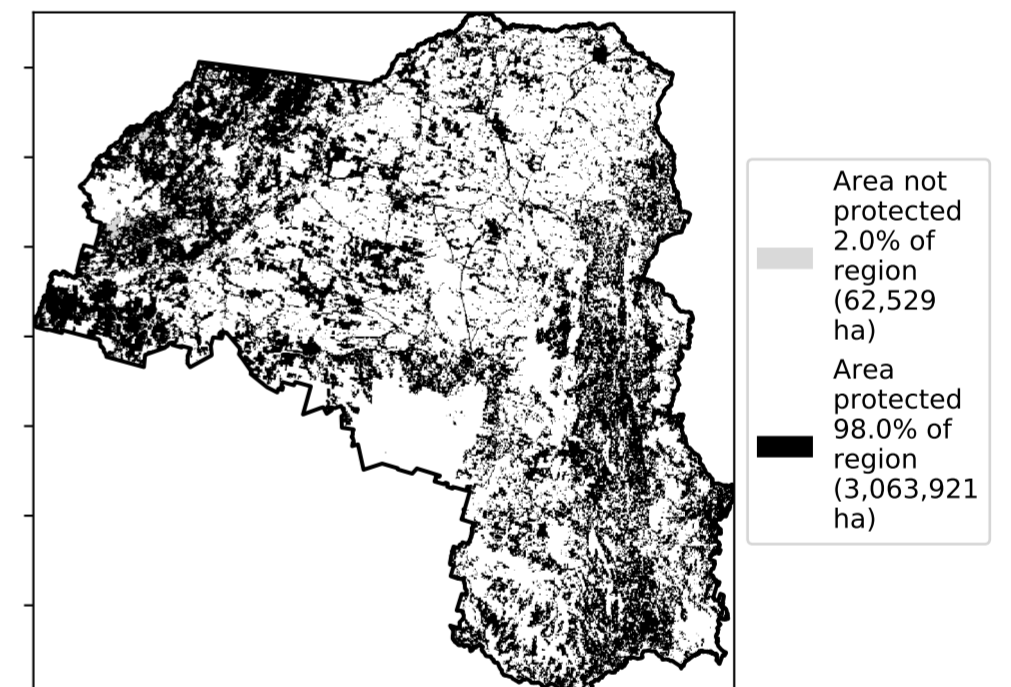 Area not
protected
2.0% of
region
(62,529
ha)
Area
protected
98.0% of
region
(3,063,921
ha)